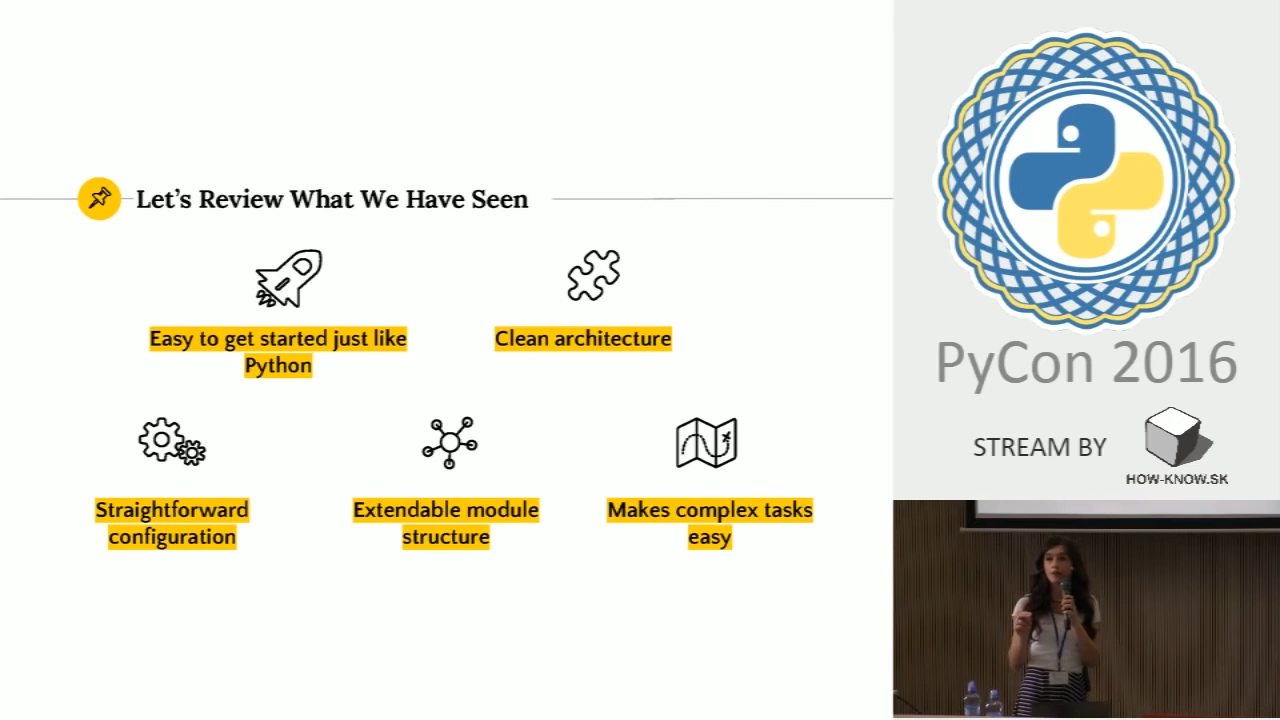 Let's Review What We Have Seen
Easy to get started just like
Python
Clean architecture
Straightforward
configuration
Extendable module
structure
Makes complex tasks
easy
PyCon 2016
STREAM BY
HOW-KNOW.SK